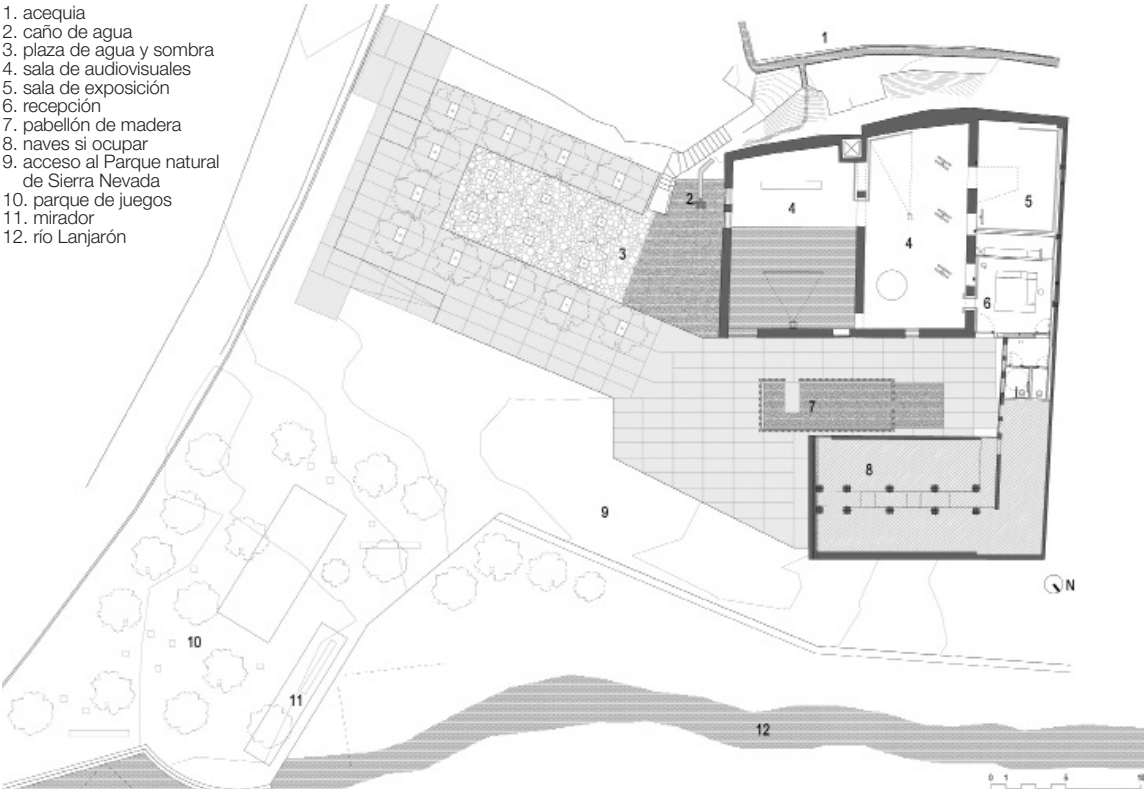 1. acequia
2. caño de agua
3. plaza de agua y sombra
4. sala de audiovisuales
5. sala de exposición
6. recepción
7. pabellón de madera
8. naves si ocupar
9. acceso al Parque natural
de Sierra Nevada
10. parque de juegos
11. mirador
12. río Lanjarón
1
2
3
4
4
5
6
7
8
9
N
10
11
12
0 1 5 10